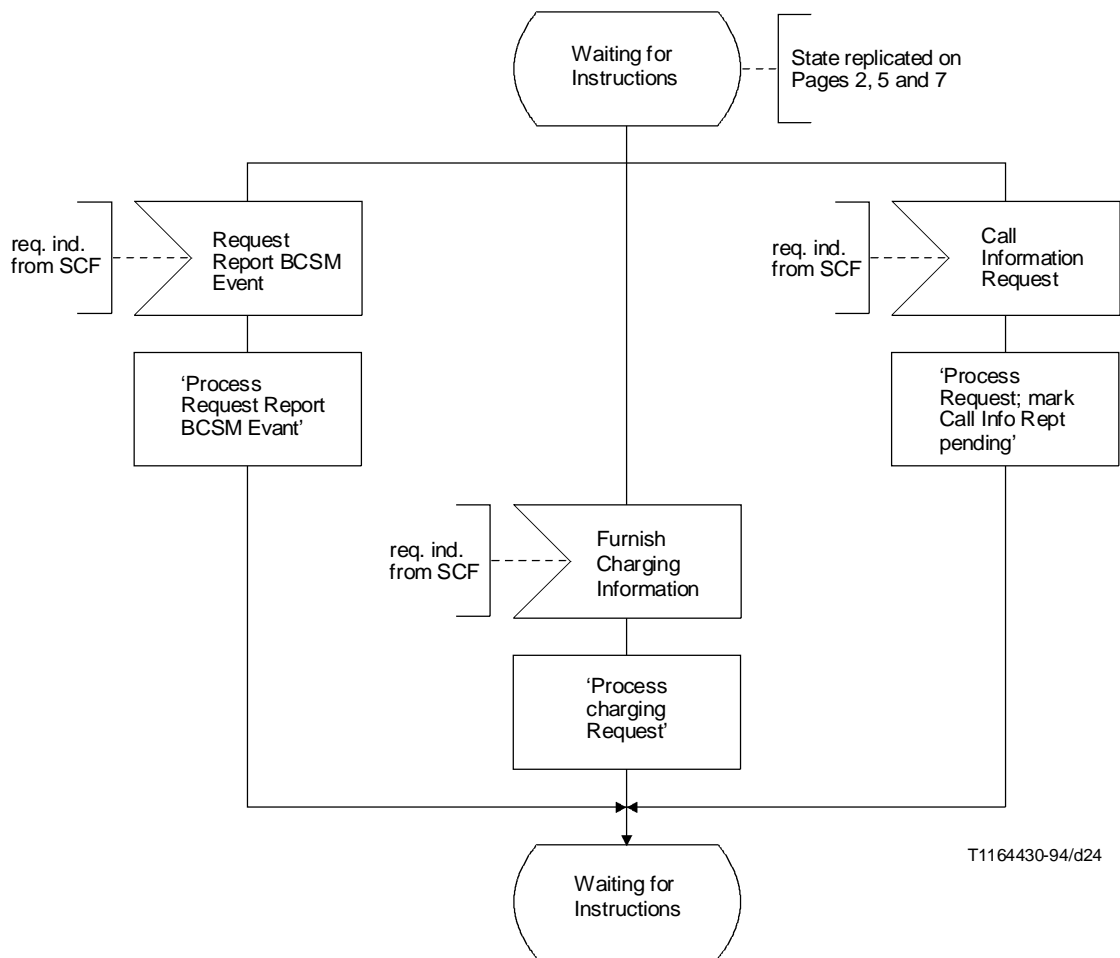 Waiting for
Instructions
State replicated on
Pages 2, 5 and 7
req. ind.
from SCF
Request
Report BCSM
Event
req. ind.
from SCF
Call
Information
Request
‘Process
Request Report
BCSM Evant’
‘Process
Request; mark
Call Info Rept
pending’
req. ind.
from SCF
Furnish
Charging
Information
‘Process
charging
Request’
T1164430-94/d24
Waiting for
Instructions